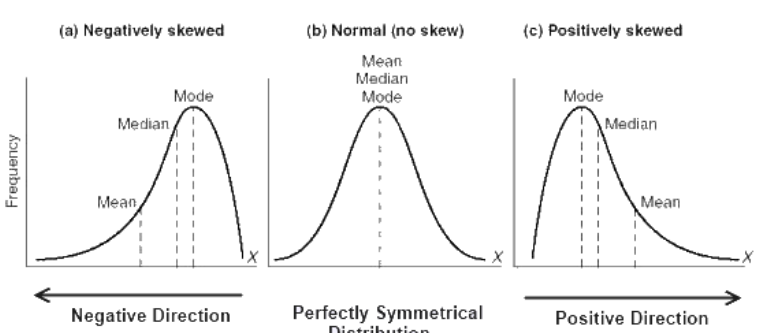 (a) Negatively skewed
(b) Normal (no skew)
(c) Positively skewed
Mean
Median
Mode
Mode
Median
Mean
Frequency
X
X
Mode
Median
Mean
X
Negative Direction
Perfectly Symmetrical
Distribution
Positive Direction